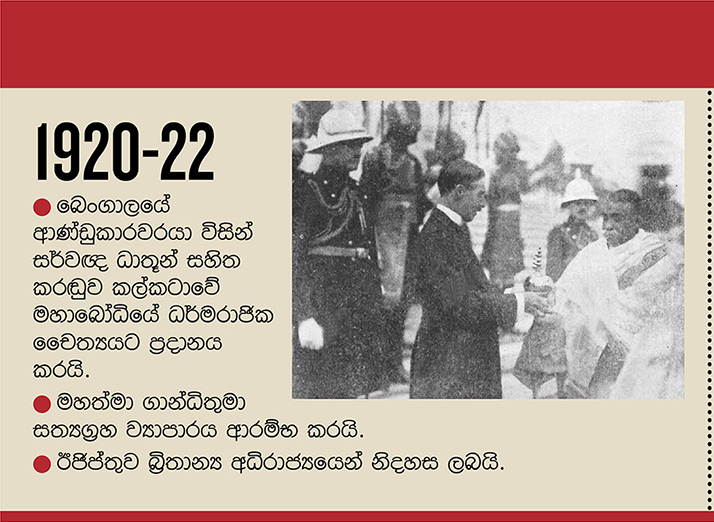 1920-22
● බෙංගාලයේ
ආණ්ඩුකාරවරයා විසින්
සර්වඥ ධාතූන් සහිත
කරඬුව කල්කටාවේ
මහාබෝධියේ ධර්මරාජික
චෛත්‍යයට ප්‍රදානය
කරයි.
● මහත්මා ගාන්ධිතුමා
සත්‍යග්‍රහ ව්‍යාපාරය ආරම්භ කරයි.
● ඊජිප්තුව බ්‍රිතාන්‍ය අධිරාජ්‍යයෙන් නිදහස ලබයි.